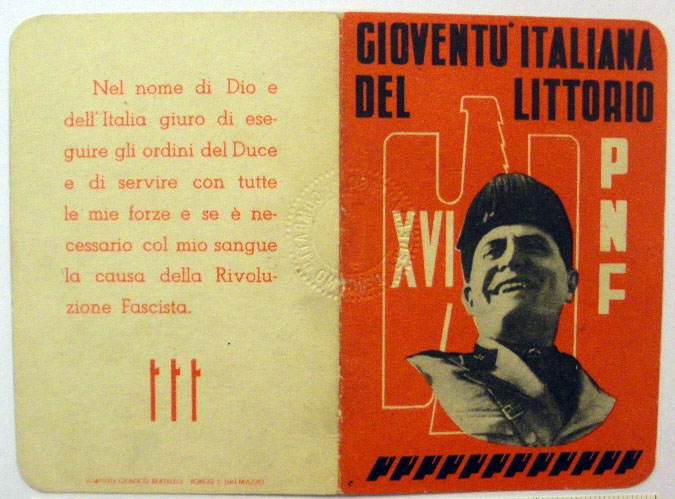 Nel nome di Dio e
dell'Italia giuro di ese-
guire gli ordini del Duce
e di servire con tutte
le mie forze e se è ne-
cessario col mio sangue
la causa della Rivolu-
zione Fascista.
GIOVENTU' ITALIANA
DEL LITTORIO
XVI
PNF